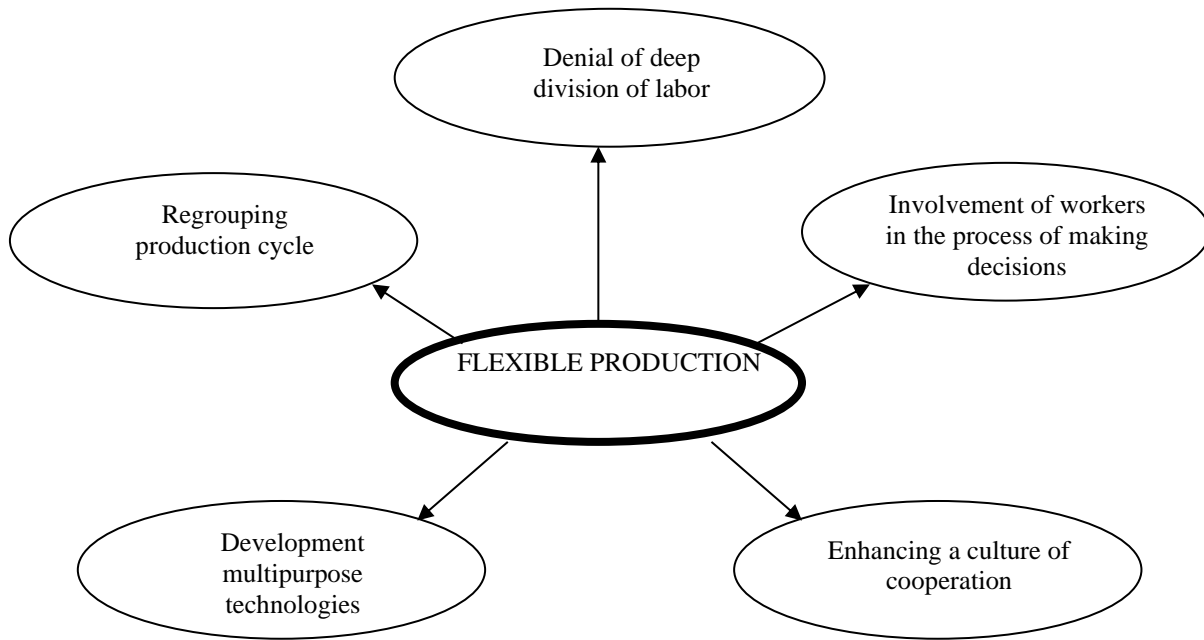 Denial of deep
division of labor
Regrouping
production cycle
Involvement of workers
in the process of making
decisions
FLEXIBLE PRODUCTION
Development
multipurpose
technologies
Enhancing a culture of
cooperation